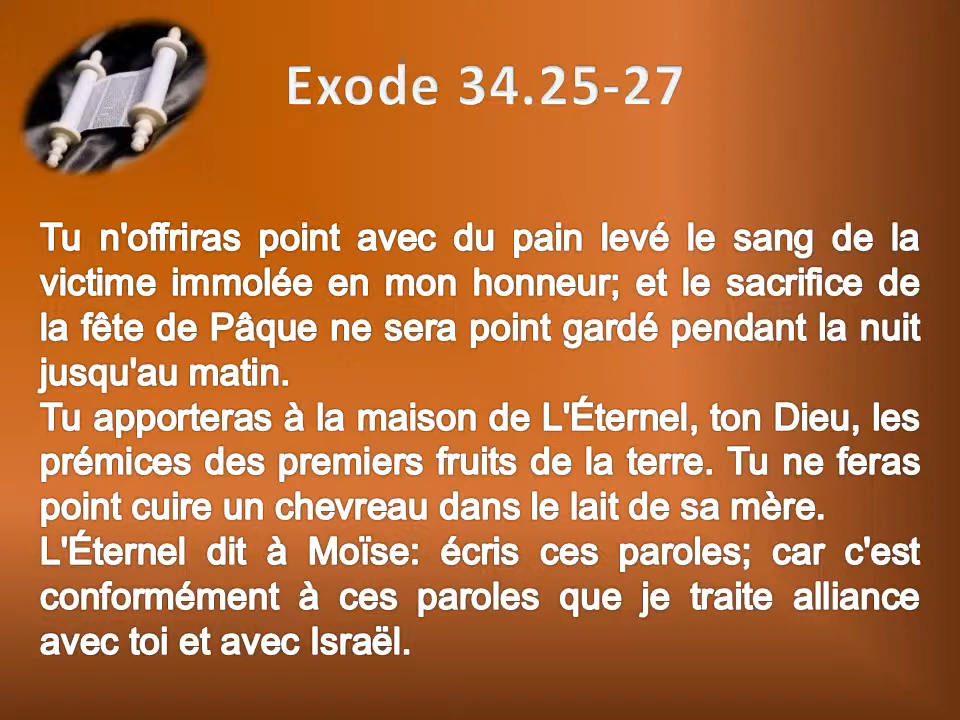 Exode 34.25-27
Tu n'offriras point avec du pain levé le sang de la
victime immolée en mon honneur; et le sacrifice de
la fête de Pâque ne sera point gardé pendant la nuit
jusqu'au matin.
Tu apporteras à la maison de L'Éternel, ton Dieu, les
prémices des premiers fruits de la terre. Tu ne feras
point cuire un chevreau dans le lait de sa mère.
L'Éternel dit à Moïse: écris ces paroles; car c'est
conformément à ces paroles que je traite alliance
avec toi et avec Israël.